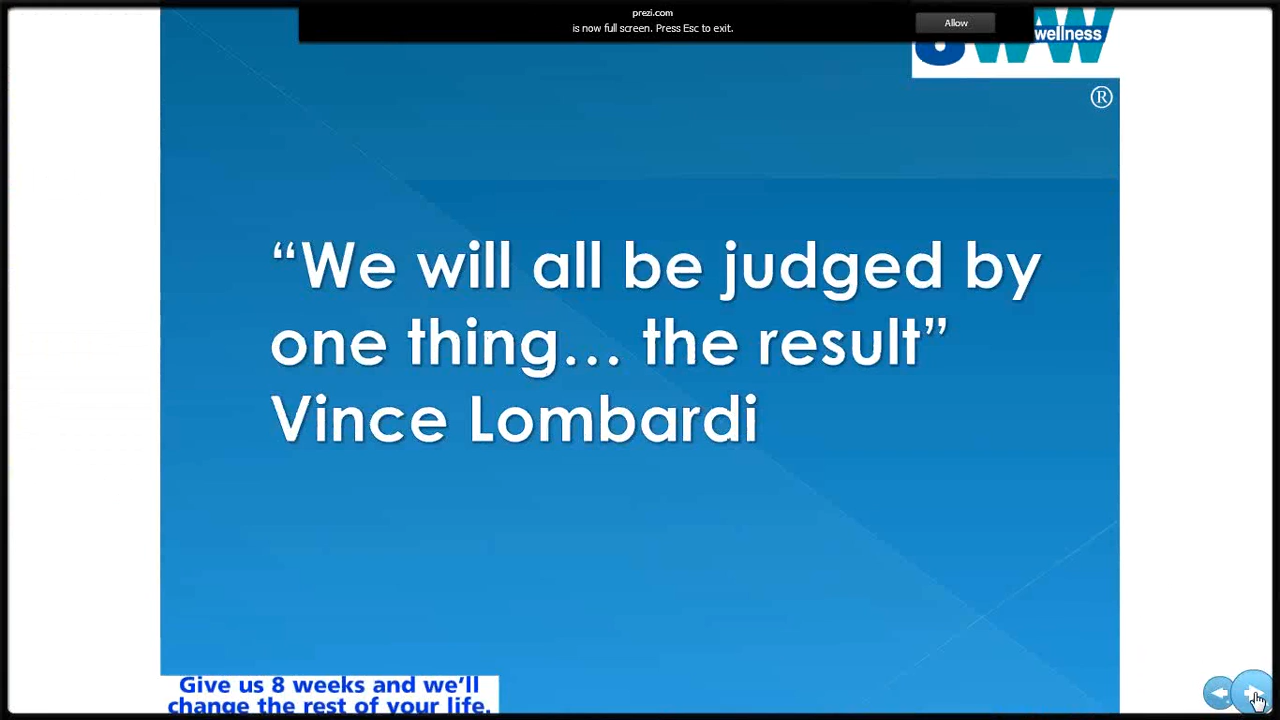 prezi.com
is now full screen. Press Esc to exit.
Allow
8WW
wellness
®
“We will all be judged by
one thing... the result”
Vince Lombardi
Give us 8 weeks and we’ll
change the rest of your life.